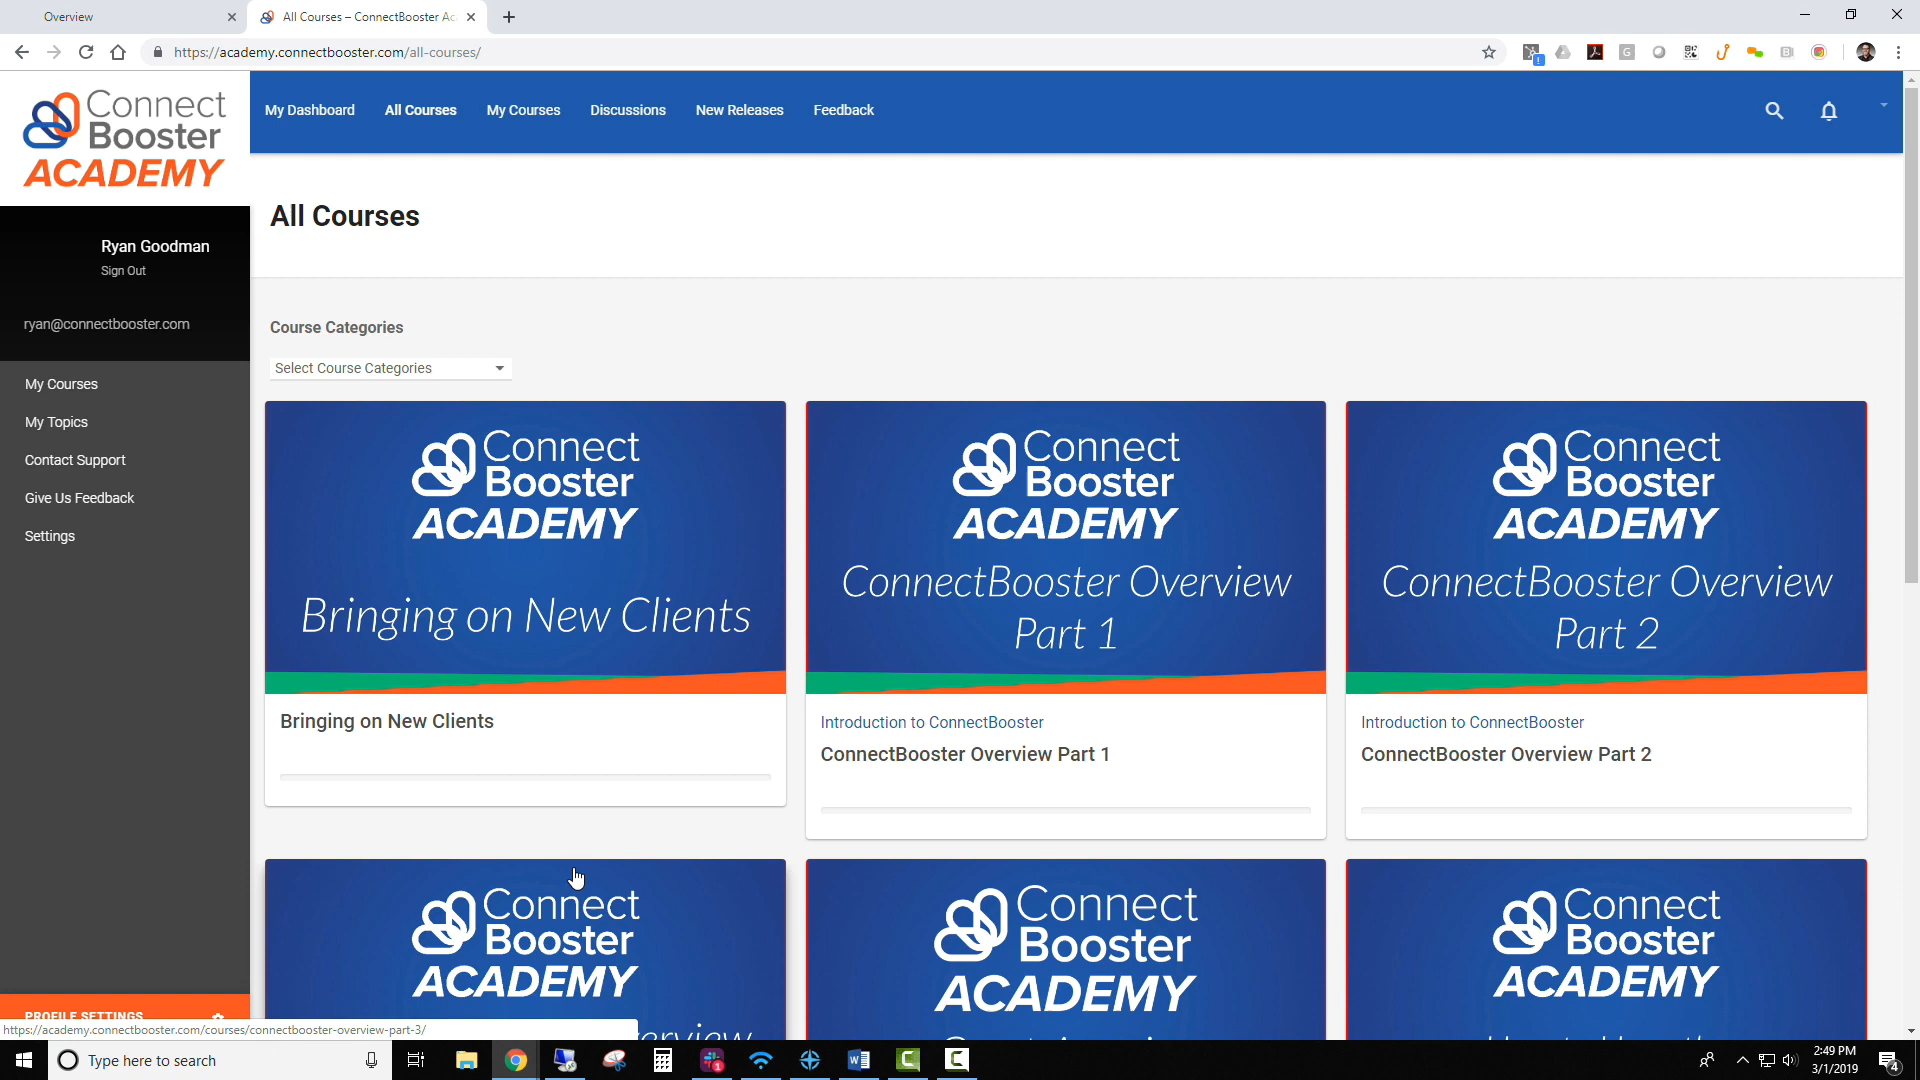 Overview
All Courses – ConnectBooster Ac
https://academy.connectbooster.com/all-courses/
Connect
Booster
ACADEMY
My Dashboard
All Courses
My Courses
Discussions
New Releases
Feedback
All Courses
Ryan Goodman
Sign Out
ryan@connectbooster.com
My Courses
My Topics
Contact Support
Give Us Feedback
Settings
Course Categories
Select Course Categories
Connect
Booster
ACADEMY
Bringing on New Clients
Bringing on New Clients
Connect
Booster
ACADEMY
ConnectBooster Overview
Part 1
Introduction to ConnectBooster
ConnectBooster Overview Part 1
Connect
Booster
ACADEMY
ConnectBooster Overview
Part 2
Introduction to ConnectBooster
ConnectBooster Overview Part 2
Connect
Booster
ACADEMY
Connect
Booster
ACADEMY
Connect
Booster
ACADEMY
PROFILE SETTINGS
https://academy.connectbooster.com/courses/connectbooster-overview-part-3/
Type here to search
2:49 PM
3/1/2019
4